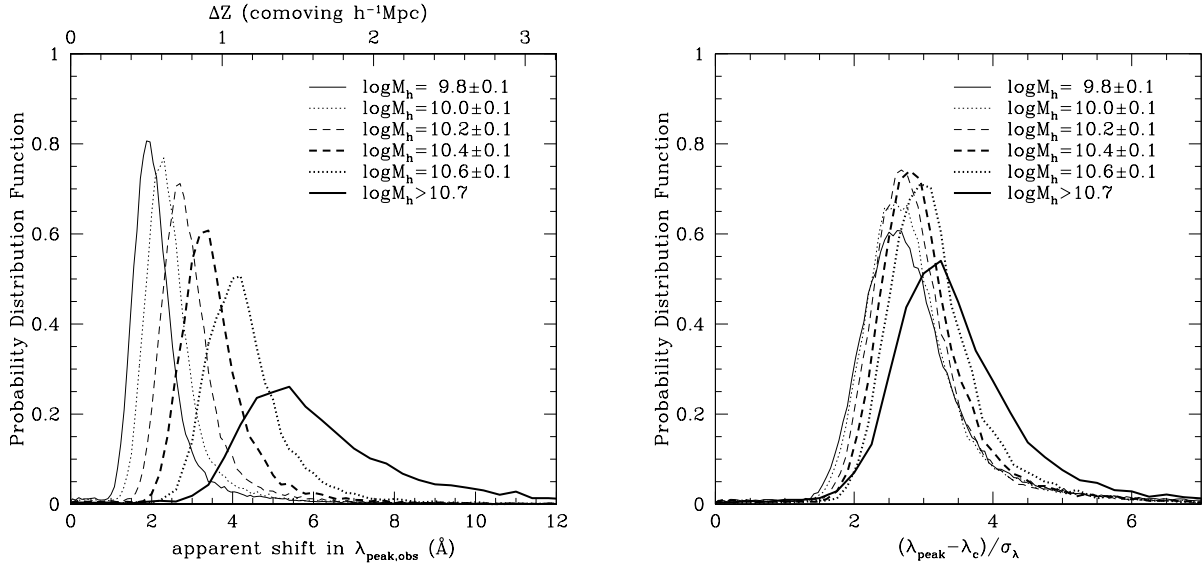 ΔZ (comoving h⁻¹Mpc)
0 1 2 3
1
0.8
0.6
0.4
0.2
0
Probability Distribution Function
logM_h= 9.8±0.1
logM_h=10.0±0.1
logM_h=10.2±0.1
logM_h=10.4±0.1
logM_h=10.6±0.1
logM_h>10.7
0 2 4 6 8 10 12
apparent shift in λ_peak,obs (Å)
1
0.8
0.6
0.4
0.2
0
Probability Distribution Function
logM_h= 9.8±0.1
logM_h=10.0±0.1
logM_h=10.2±0.1
logM_h=10.4±0.1
logM_h=10.6±0.1
logM_h>10.7
0 2 4 6
(λ_peak−λ_c)/σ_λ